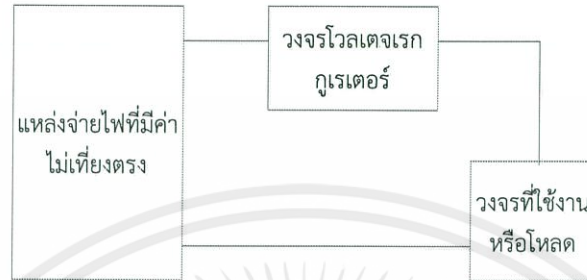 วงจรโวลเตจเรก
กูเรเตอร์
แหล่งจ่ายไฟที่มีค่า
ไม่เที่ยงตรง
วงจรที่ใช้งาน
หรือโหลด